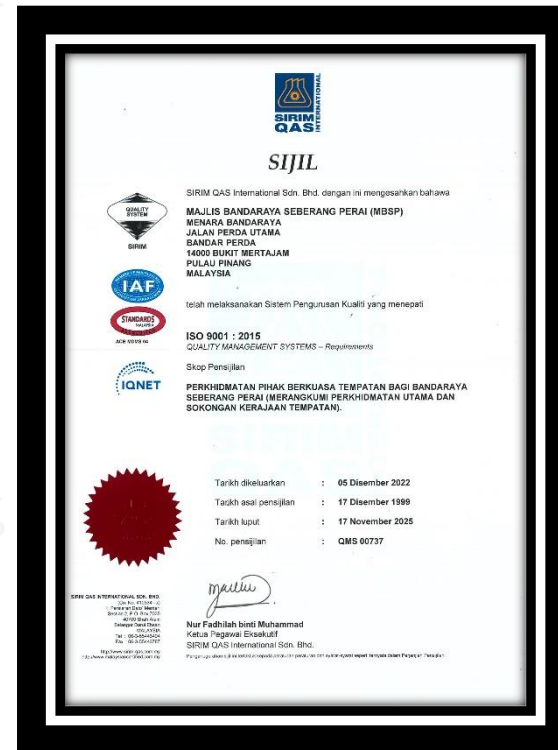 SIRIM
QAS
INTERNATIONAL
SIJIL
SIRIM QAS International Sdn. Bhd. dengan ini mengesahkan bahawa
QUALITY
SYSTEM
SIRIM
MAJLIS BANDARAYA SEBERANG PERAI (MBSP)
MENARA BANDARAYA
JALAN PERDA UTAMA
BANDAR PERDA
14000 BUKIT MERTAJAM
PULAU PINANG
MALAYSIA
IAF
telah melaksanakan Sistem Pengurusan Kualiti yang menepati
STANDARDS
MALAYSIA
ISO 9001 : 2015
QUALITY MANAGEMENT SYSTEMS – Requirements
IQNET
Skop Pensijilan
PERKHIDMATAN PIHAK BERKUASA TEMPATAN BAGI BANDARAYA
SEBERANG PERAI (MERANGKUMI PERKHIDMATAN UTAMA DAN
SOKONGAN KERAJAAN TEMPATAN).
Tarikh dikeluarkan : 05 Disember 2022
Tarikh asal pensijilan : 17 Disember 1999
Tarikh luput : 17 November 2025
No. pensijilan : QMS 00737
SIRIM QAS INTERNATIONAL SDN. BHD.
MALAYSIA
Nur Fadhilah binti Muhammad
Ketua Pegawai Eksekutif
SIRIM QAS International Sdn. Bhd.